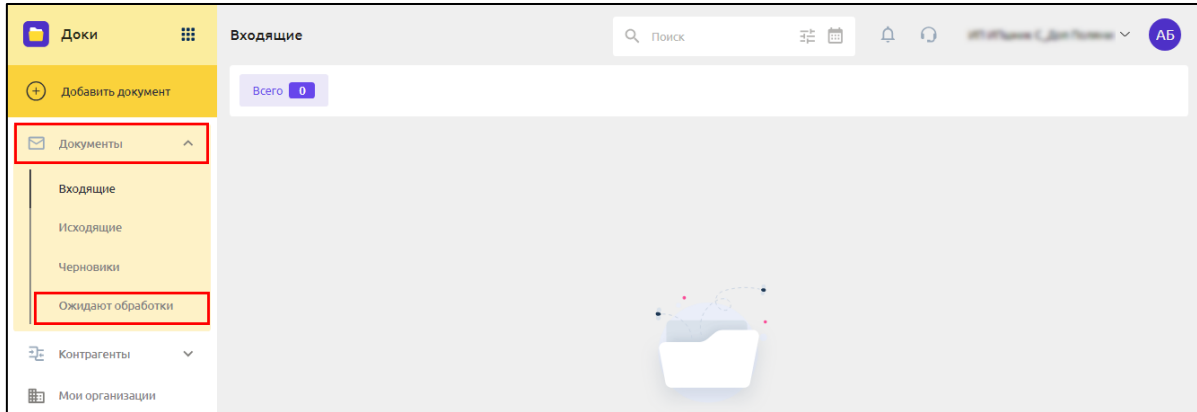 Доки
Входящие
Поиск
АБ
Добавить документ
Всего 0
Документы
Входящие
Исходящие
Черновики
Ожидают обработки
Контрагенты
Мои организации